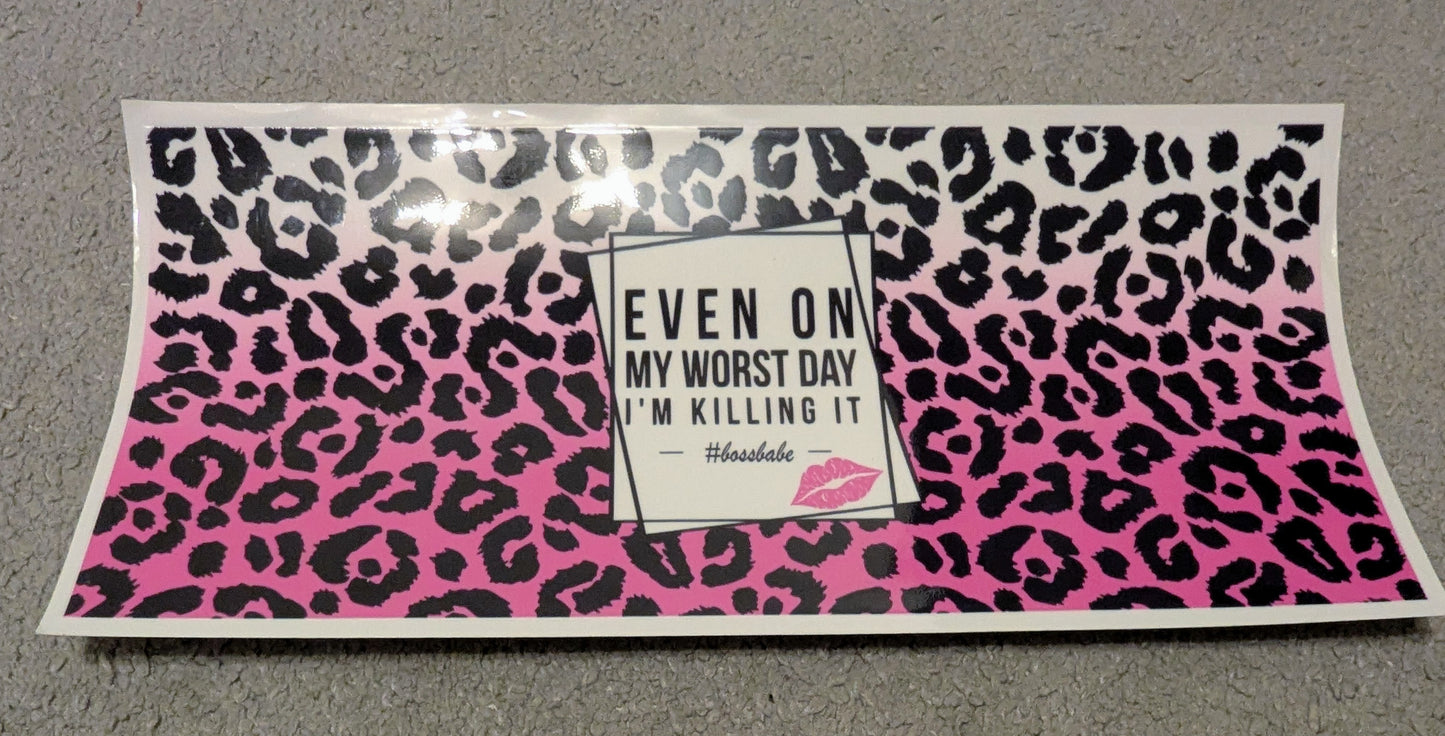 EVEN ON
MY WORST DAY
I'M KILLING IT
— #bossbabe —